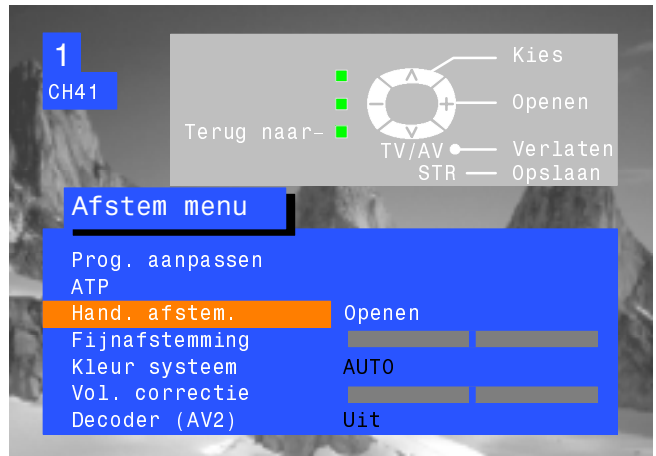 1
CH41
Kies
Openen
Terug naar
TV/AV Verlaten
STR Opslaan
Afstem menu
Prog. aanpassen
ATP
Hand. afstem. Openen
Fijnafstemming
Kleur systeem AUTO
Vol. correctie
Decoder (AV2) Uit